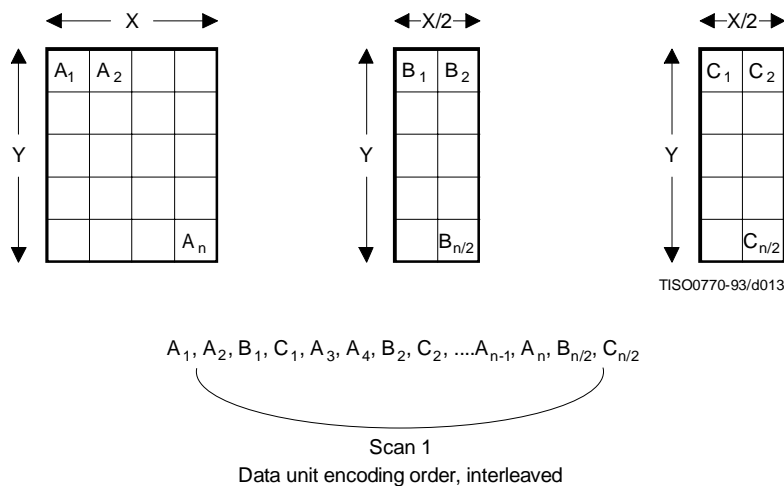 X X/2 X/2
A1 A2 B1 B2 C1 C2
Y Y Y
An Bn/2 Cn/2
TISO0770-93/d013
A1, A2, B1, C1, A3, A4, B2, C2, ....An-1, An, Bn/2, Cn/2
Scan 1
Data unit encoding order, interleaved